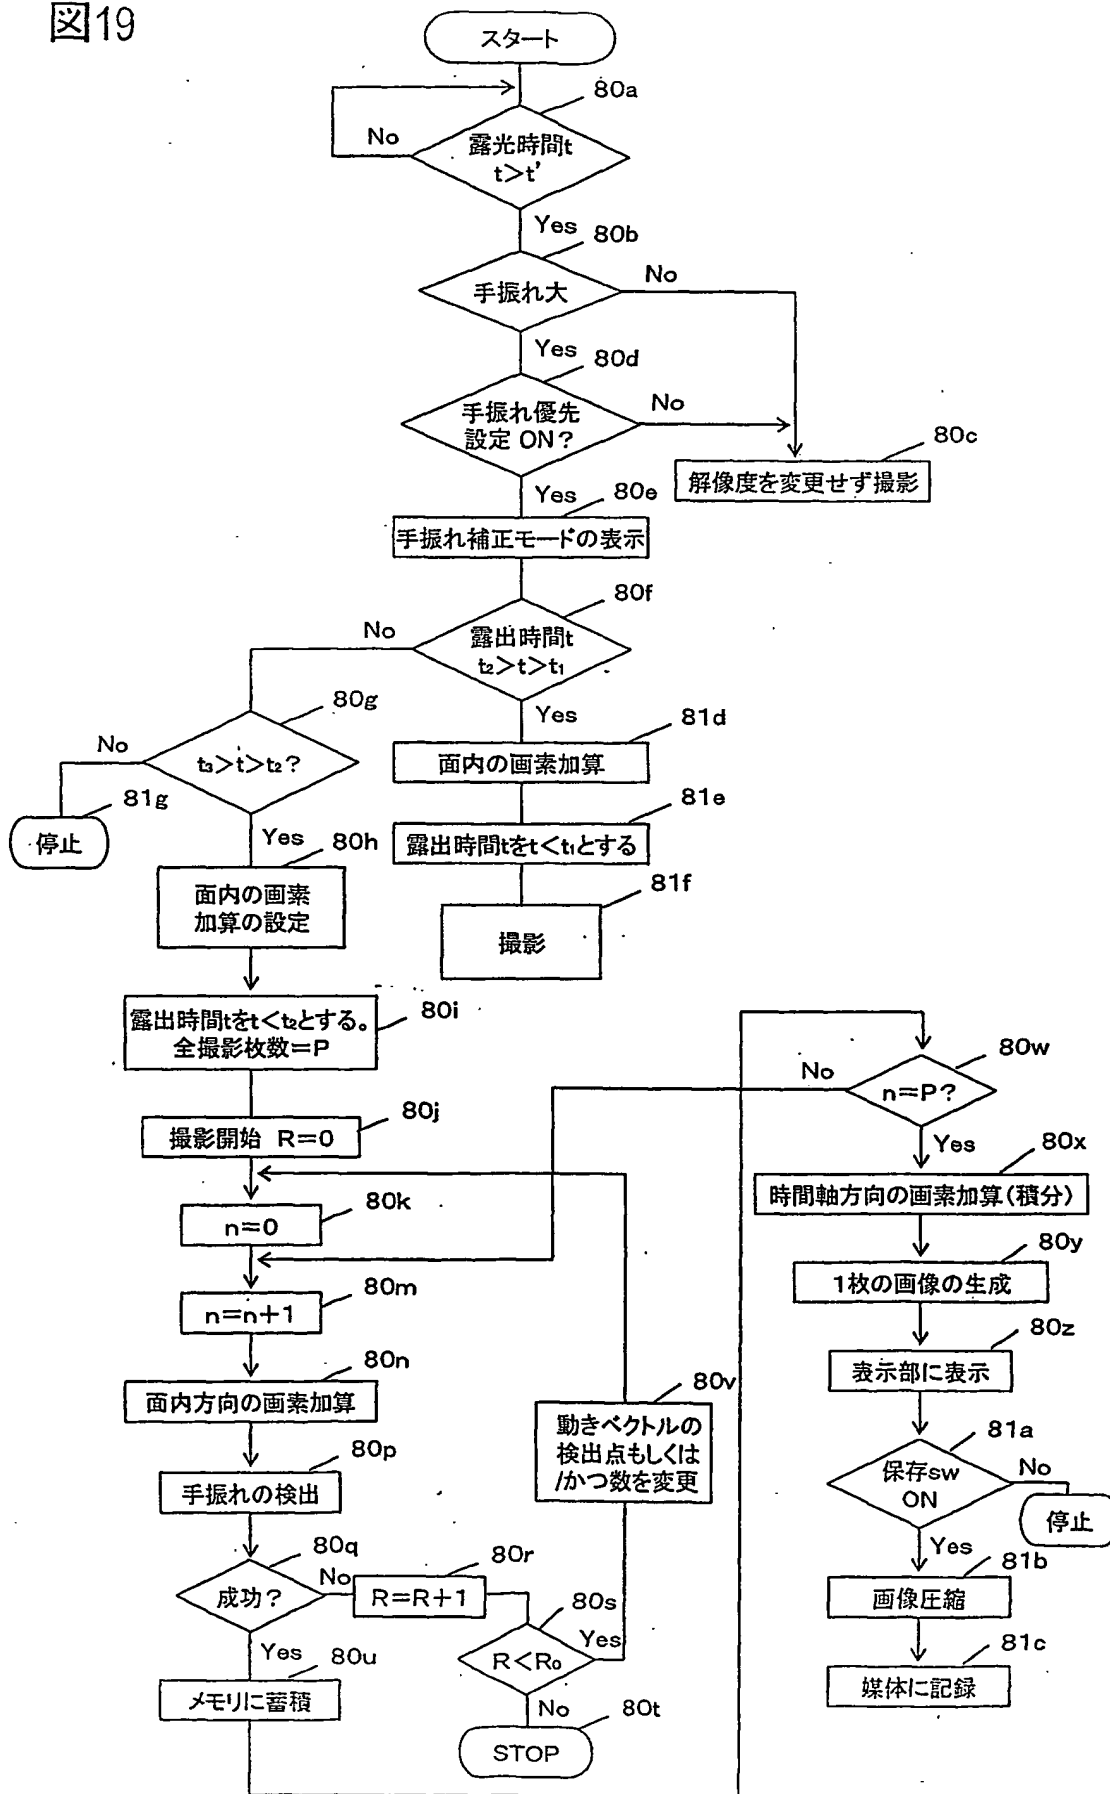 図19
スタート
80a
No
露光時間t
t>t'
Yes
80b
手振れ大
No
Yes
80d
手振れ優先
設定 ON?
No
80c
解像度を変更せず撮影
Yes
80e
手振れ補正モードの表示
80f
No
露出時間t
t₂>t>t₁
Yes
80g
No
t₃>t>t₂?
81g
停止
Yes
80h
面内の画素
加算の設定
81d
面内の画素加算
81e
露出時間tをt<t₁とする
81f
撮影
露出時間tをt<t₂とする。
全撮影枚数=P
80i
80j
撮影開始 R=0
80k
n=0
80m
n=n+1
80n
面内方向の画素加算
80p
手振れの検出
80q
成功?
No
80r
R=R+1
80s
R<R₀
Yes
No
80t
STOP
80v
動きベクトルの
検出点もしくは
/かつ数を変更
Yes
80u
メモリに蓄積
80w
No
n=P?
Yes
80x
時間軸方向の画素加算(積分)
80y
1枚の画像の生成
80z
表示部に表示
81a
保存sw
ON
No
停止
Yes
81b
画像圧縮
81c
媒体に記録